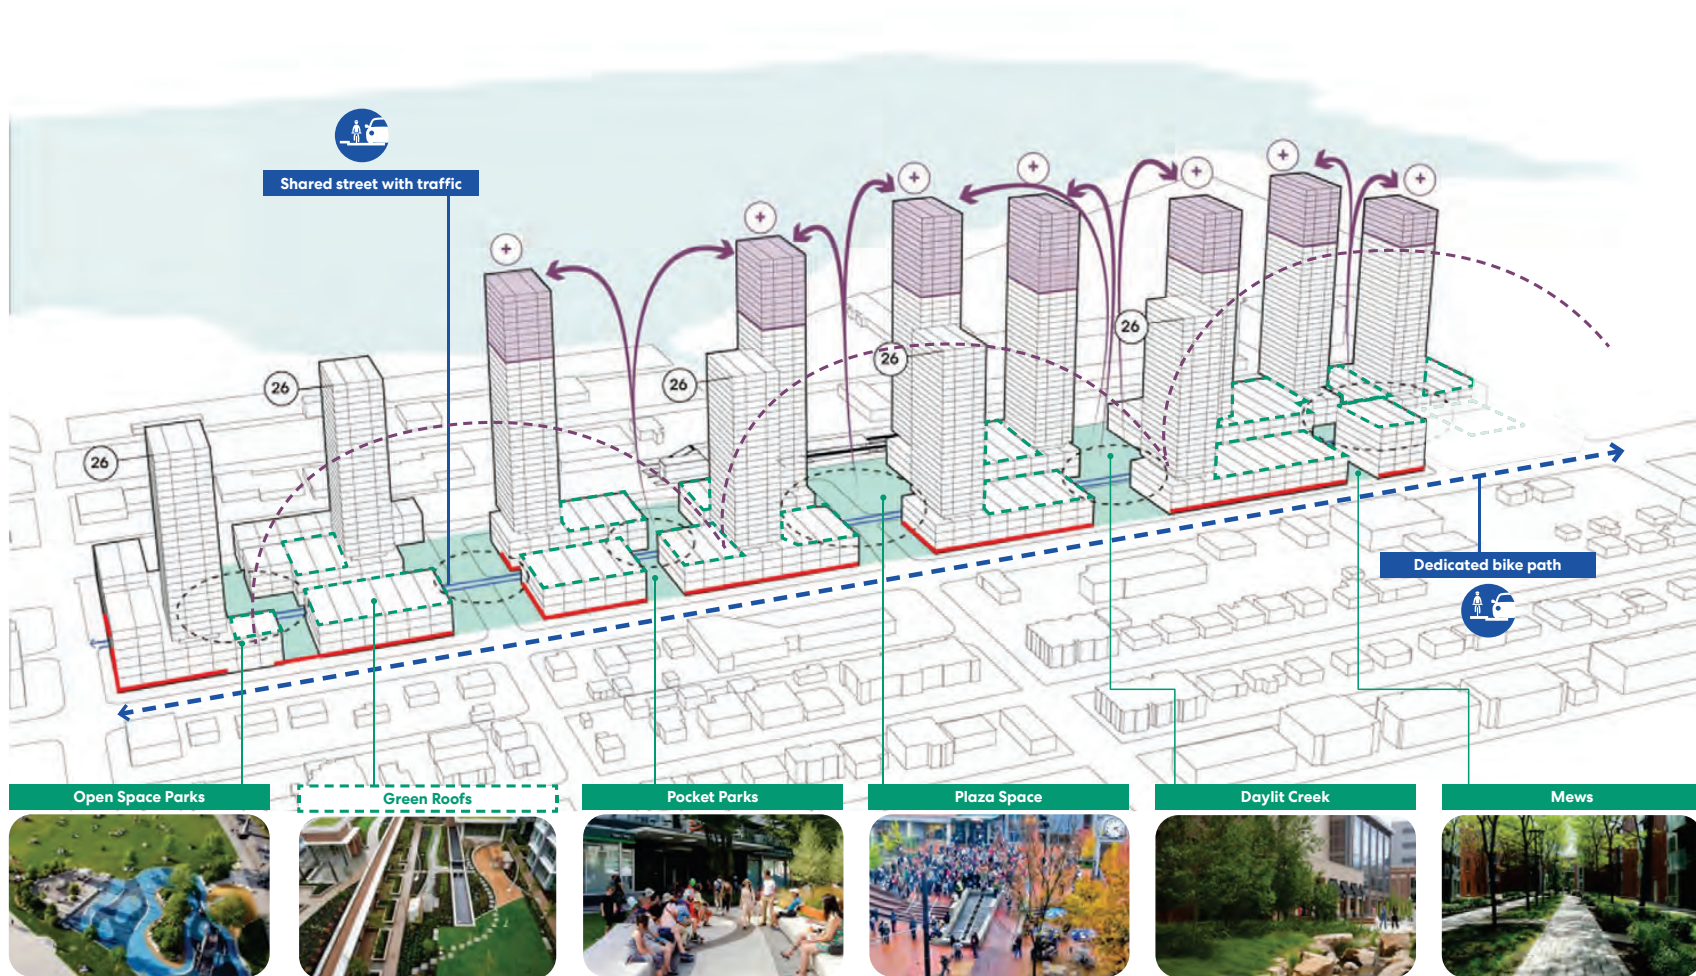 Shared street with traffic
+
+
+
+
+
+
+
26
26
26
26
26
Dedicated bike path
Open Space Parks
Green Roofs
Pocket Parks
Plaza Space
Daylit Creek
Mews